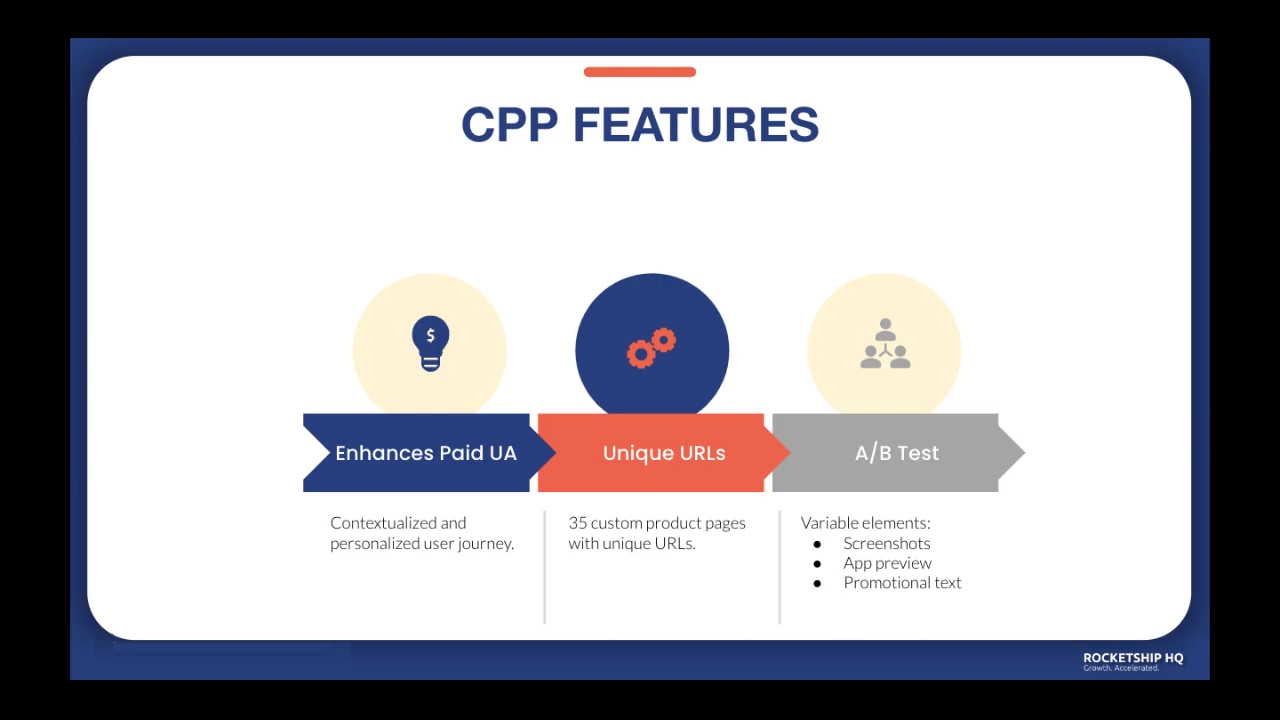 CPP FEATURES
$
Enhances Paid UA
Unique URLs
A/B Test
Contextualized and
personalized user journey.
35 custom product pages
with unique URLs.
Variable elements:
● Screenshots
● App preview
● Promotional text
ROCKETSHIP HQ
Growth. Accelerated.